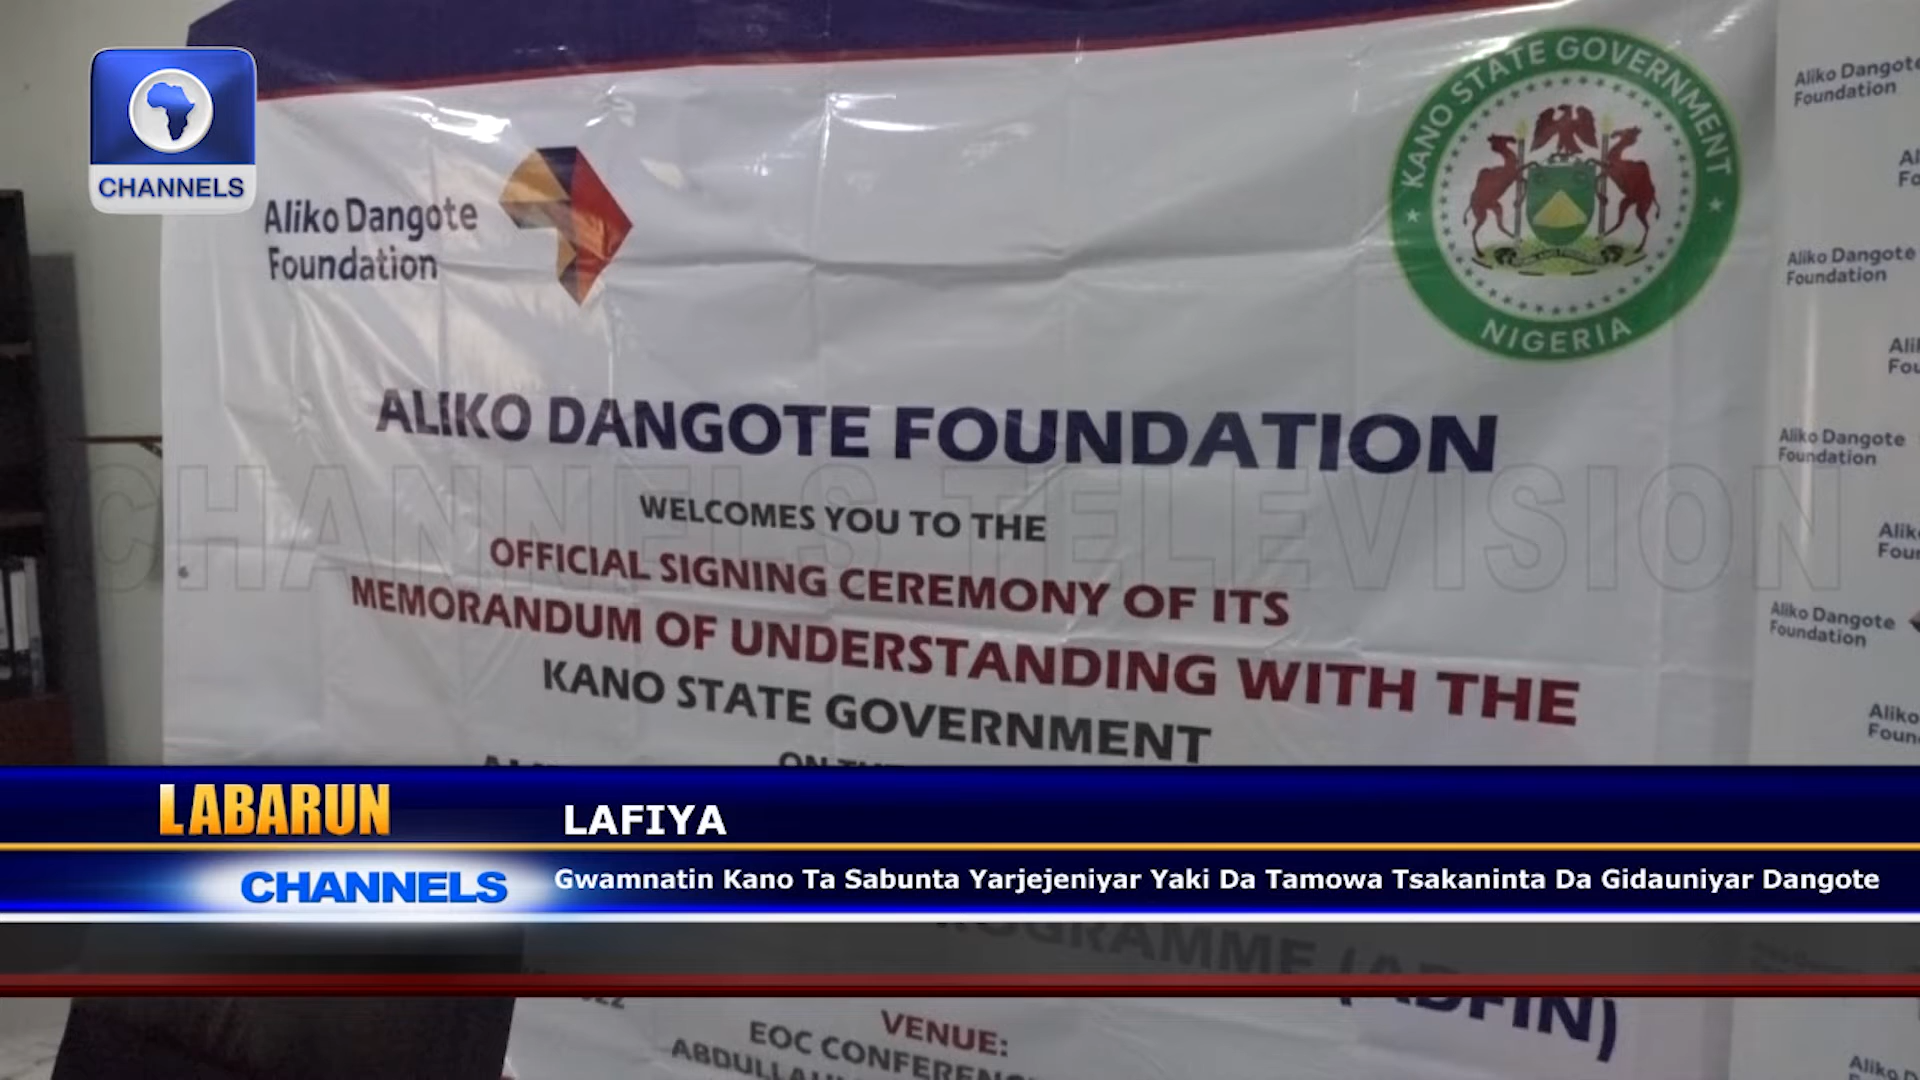 CHANNELS
Aliko Dangote
Foundation
KANO STATE GOVERNMENT
NIGERIA
ALIKO DANGOTE FOUNDATION
WELCOMES YOU TO THE
OFFICIAL SIGNING CEREMONY OF ITS
MEMORANDUM OF UNDERSTANDING WITH THE
KANO STATE GOVERNMENT
ON THE
CHANNELS TELEVISION
Aliko Dangote
Foundation
Aliko Dangote
Foundation
Aliko Dangote
Foundation
Aliko Dangote
Foundation
LABARUN
CHANNELS
LAFIYA
Gwamnatin Kano Ta Sabunta Yarjejeniyar Yaki Da Tamowa Tsakaninta Da Gidauniyar Dangote
(ADFIN)
VENUE:
EOC